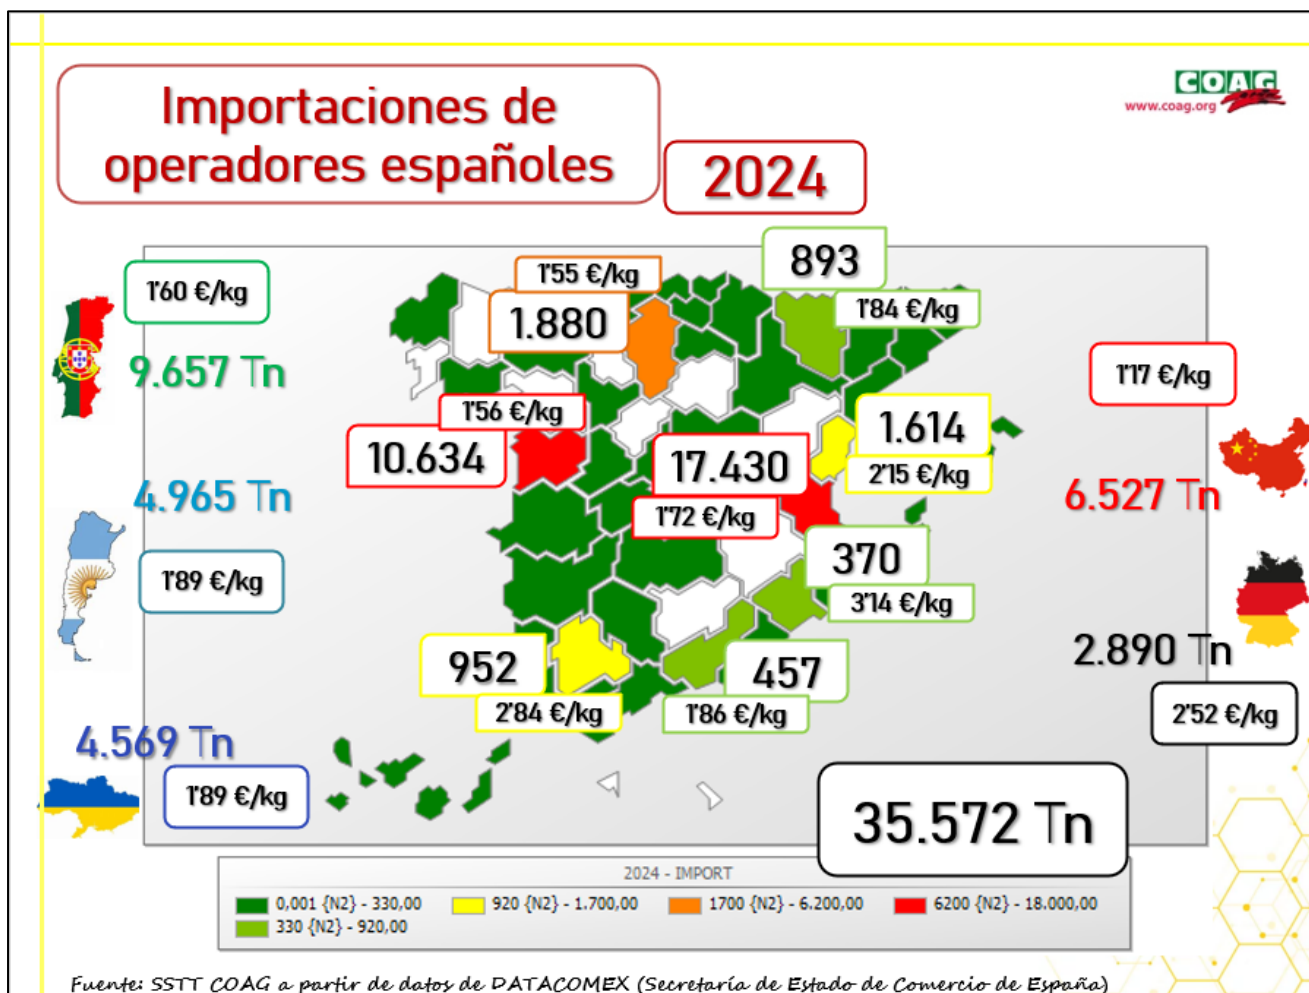 COAG
www.coag.org
Importaciones de
operadores españoles
2024
893
1'84 €/kg
1'55 €/kg
1.880
1'60 €/kg
9.657 Tn
1'17 €/kg
6.527 Tn
1'56 €/kg
10.634
17.430
1'72 €/kg
1.614
2'15 €/kg
4.965 Tn
1'89 €/kg
370
3'14 €/kg
952
2'84 €/kg
457
1'86 €/kg
2.890 Tn
2'52 €/kg
4.569 Tn
1'89 €/kg
35.572 Tn
2024 - IMPORT
0,001 {N2} - 330,00
920 {N2} - 1.700,00
1700 {N2} - 6.200,00
6200 {N2} - 18.000,00
330 {N2} - 920,00
Fuente: SSTT COAG a partir de datos de DATACOMEX (Secretaría de Estado de Comercio de España)